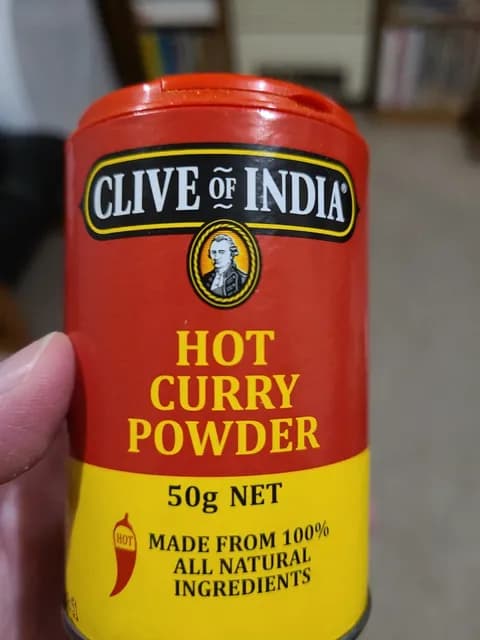 CLIVE OF INDIA®
HOT
CURRY
POWDER
50g NET
HOT
MADE FROM 100%
ALL NATURAL
INGREDIENTS